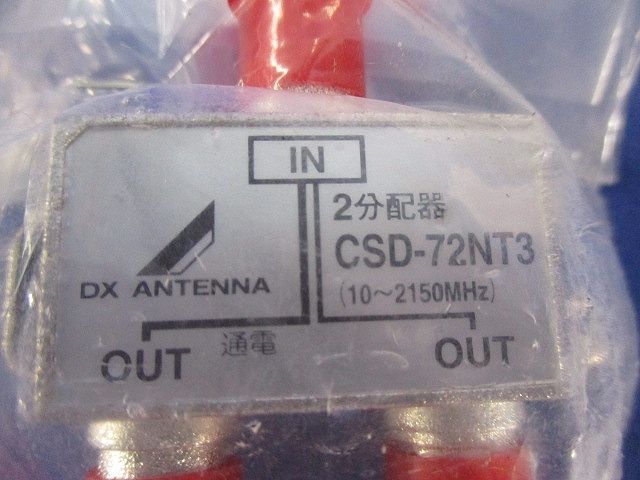 IN
2分配器
CSD-72NT3
(10～2150MHz)
DX ANTENNA
通電
OUT
OUT